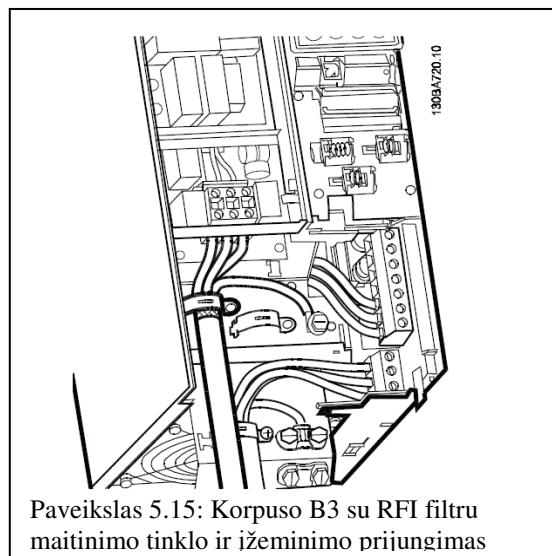 130BA720.10
Paveikslas 5.15: Korpuso B3 su RFI filtru
maitinimo tinklo ir įžeminimo prijungimas